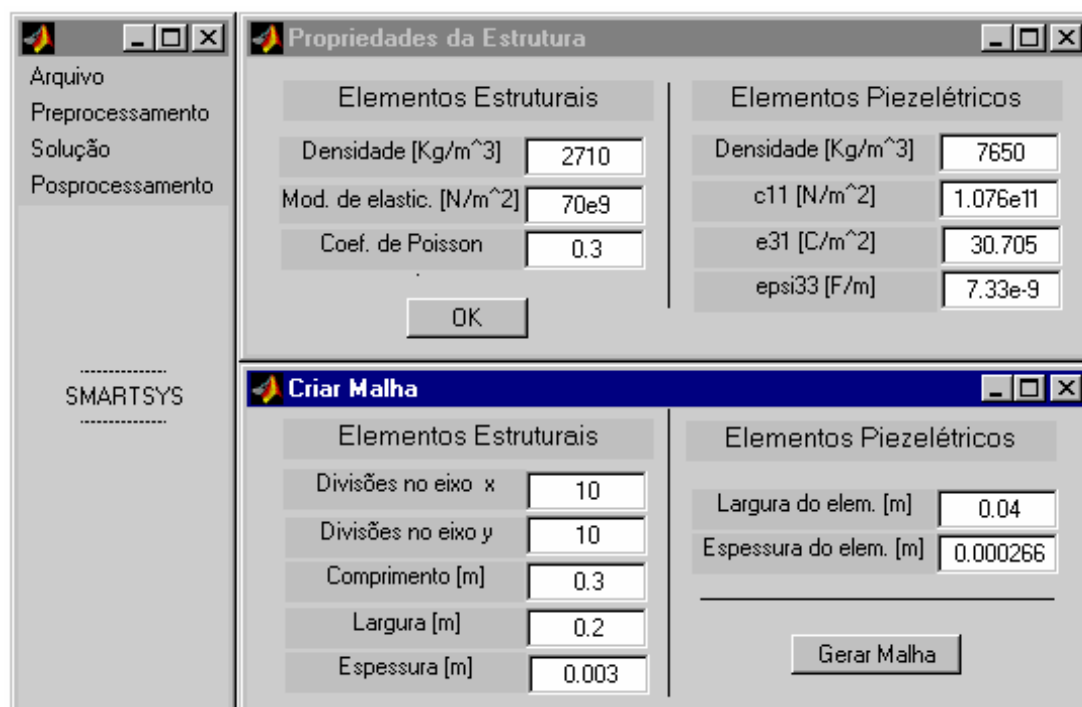 Arquivo
Preprocessamento
Solução
Posprocessamento
SMARTSYS
Propriedades da Estrutura
Elementos Estruturais
Densidade [Kg/m^3] 2710
Mod. de elastic. [N/m^2] 70e9
Coef. de Poisson 0.3
OK
Elementos Piezelétricos
Densidade [Kg/m^3] 7650
c11 [N/m^2] 1.076e11
e31 [C/m^2] 30.705
epsi33 [F/m] 7.33e-9
Criar Malha
Elementos Estruturais
Divisões no eixo x 10
Divisões no eixo y 10
Comprimento [m] 0.3
Largura [m] 0.2
Espessura [m] 0.003
Elementos Piezelétricos
Largura do elem. [m] 0.04
Espessura do elem. [m] 0.000266
Gerar Malha